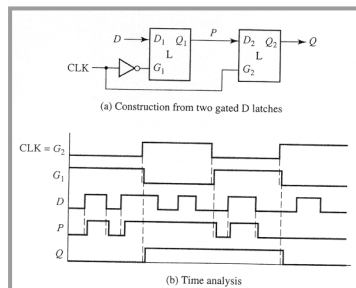 D D₁ Q₁ P D₂ Q₂ Q
L L
CLK G₁ G₂
(a) Construction from two gated D latches
CLK = G₂
G₁
D
P
Q
(b) Time analysis